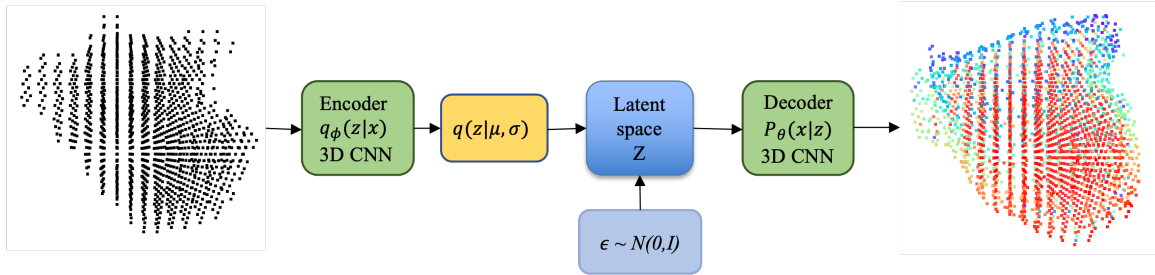 Encoder
qϕ(z|x)
3D CNN
q(z|μ, σ)
Latent
space
Z
Decoder
Pθ(x|z)
3D CNN
ϵ ~ N(0,I)